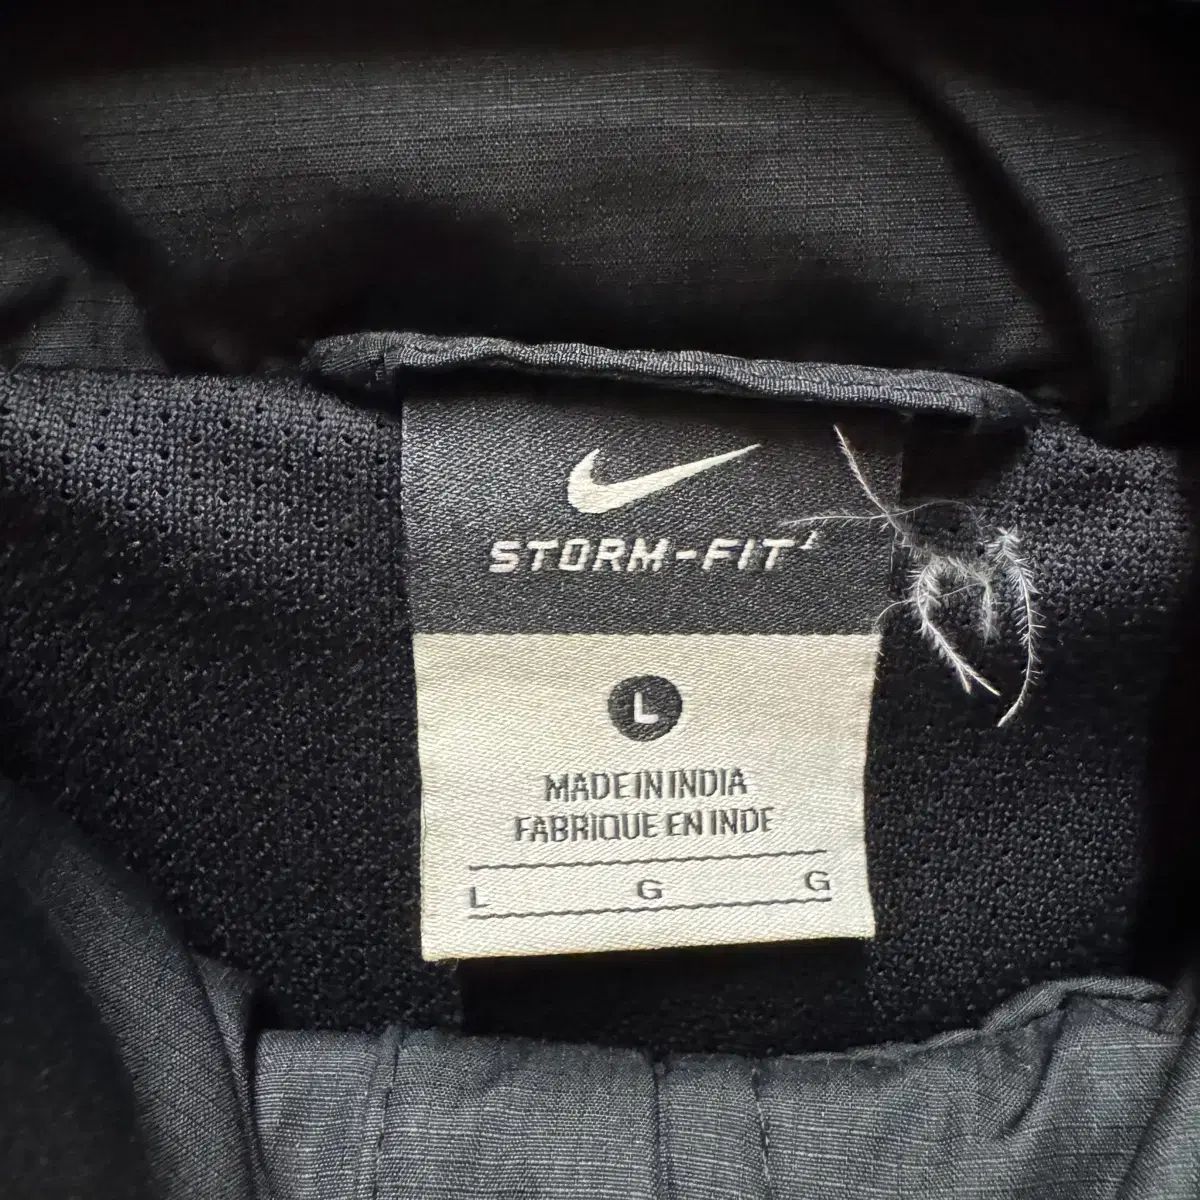 STORM-FIT
L
MADE IN INDIA
FABRIQUE EN INDE
L G G